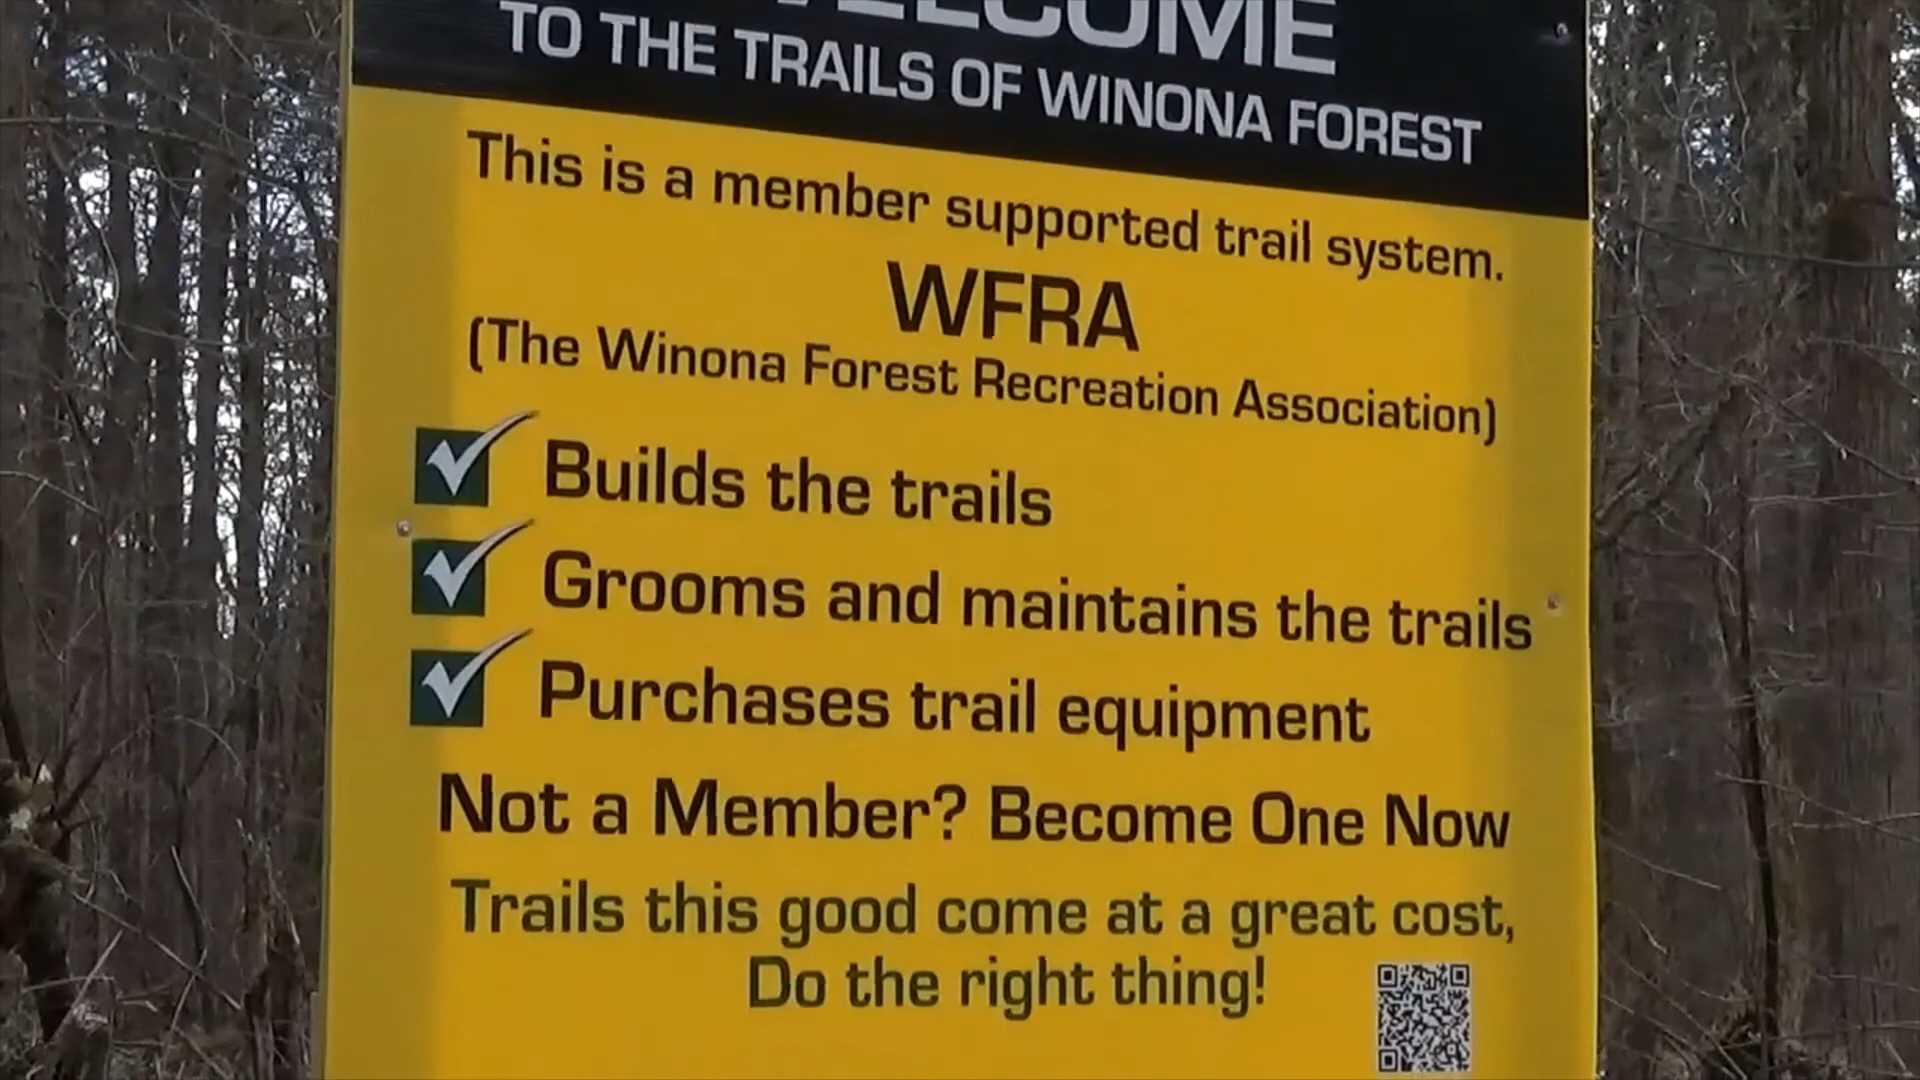 WELCOME
TO THE TRAILS OF WINONA FOREST
This is a member supported trail system.
WFRA
(The Winona Forest Recreation Association)
Builds the trails
Grooms and maintains the trails
Purchases trail equipment
Not a Member? Become One Now
Trails this good come at a great cost,
Do the right thing!